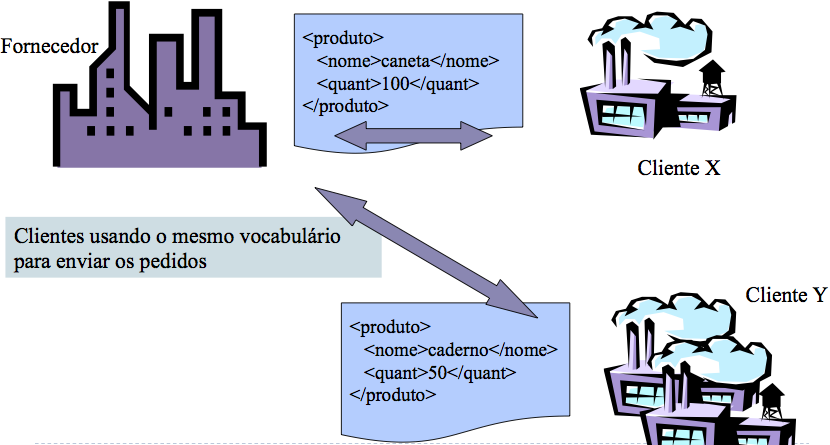 Fornecedor
<produto>
<nome>caneta</nome>
<quant>100</quant>
</produto>
Cliente X
Clientes usando o mesmo vocabulário
para enviar os pedidos
Cliente Y
<produto>
<nome>caderno</nome>
<quant>50</quant>
</produto>